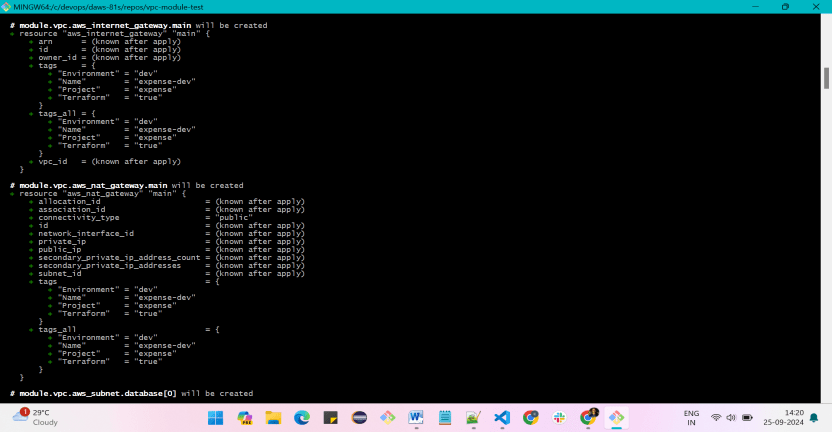 MINGW64:/c/devops/daws-81s/repos/vpc-module-test
# module.vpc.aws_internet_gateway.main will be created
+ resource "aws_internet_gateway" "main" {
+ arn = (known after apply)
+ id = (known after apply)
+ owner_id = (known after apply)
+ tags = {
+ "Environment" = "dev"
+ "Name" = "expense-dev"
+ "Project" = "expense"
+ "Terraform" = "true"
}
+ tags_all = {
+ "Environment" = "dev"
+ "Name" = "expense-dev"
+ "Project" = "expense"
+ "Terraform" = "true"
}
+ vpc_id = (known after apply)
}
# module.vpc.aws_nat_gateway.main will be created
+ resource "aws_nat_gateway" "main" {
+ allocation_id = (known after apply)
+ association_id = (known after apply)
+ connectivity_type = "public"
+ id = (known after apply)
+ network_interface_id = (known after apply)
+ private_ip = (known after apply)
+ public_ip = (known after apply)
+ secondary_private_ip_address_count = (known after apply)
+ secondary_private_ip_addresses = (known after apply)
+ subnet_id = (known after apply)
+ tags = {
+ "Environment" = "dev"
+ "Name" = "expense-dev"
+ "Project" = "expense"
+ "Terraform" = "true"
}
+ tags_all = {
+ "Environment" = "dev"
+ "Name" = "expense-dev"
+ "Project" = "expense"
+ "Terraform" = "true"
}
}
# module.vpc.aws_subnet.database[0] will be created
1
29°C
Cloudy
PRE
W
ENG
IN
14:20
25-09-2024